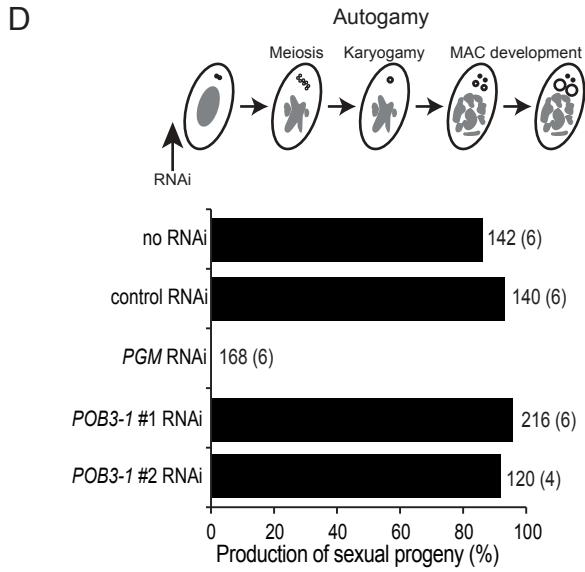 D
Autogamy
Meiosis Karyogamy MAC development
RNAi
no RNAi 142 (6)
control RNAi 140 (6)
PGM RNAi 168 (6)
POB3-1 #1 RNAi 216 (6)
POB3-1 #2 RNAi 120 (4)
0 20 40 60 80 100
Production of sexual progeny (%)